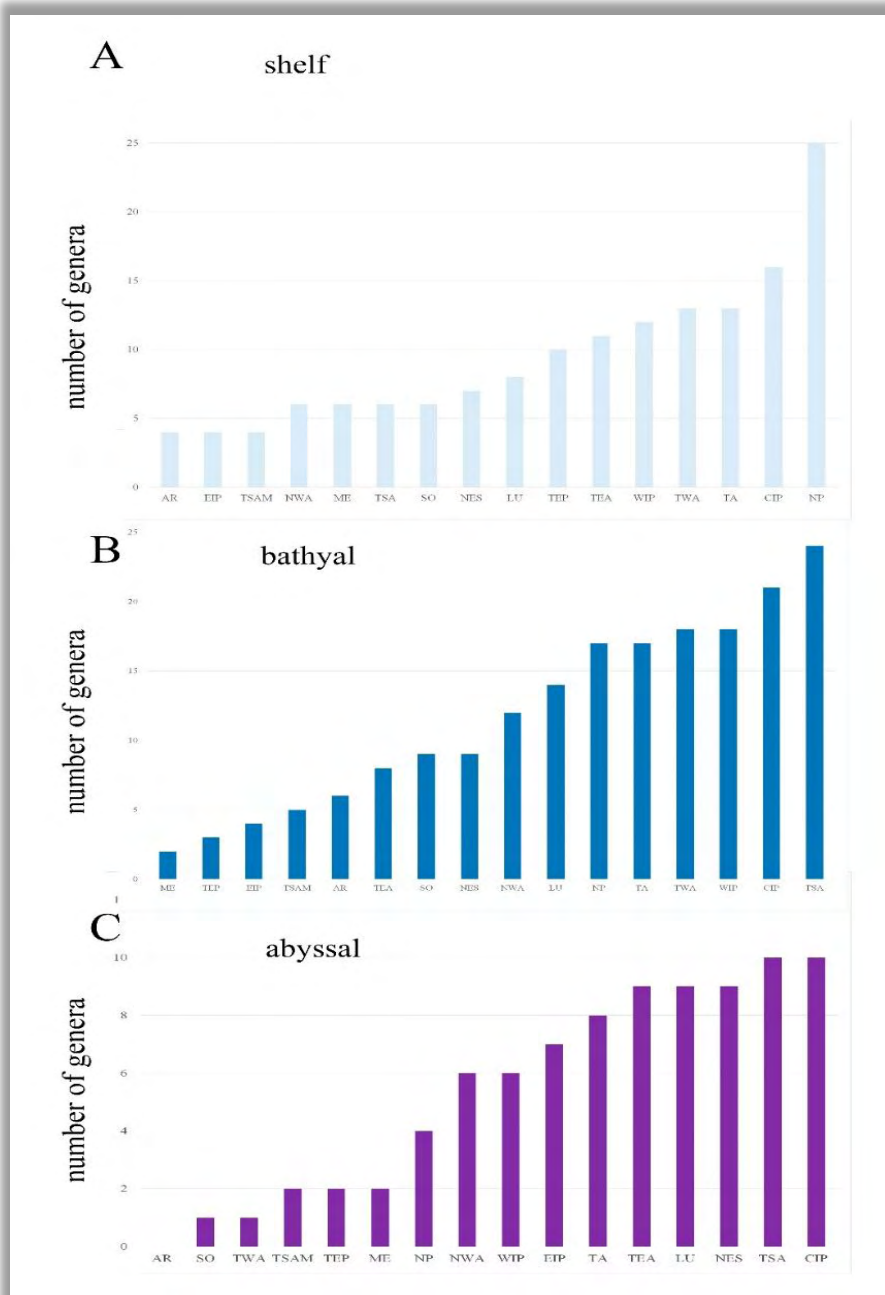 A
shelf
number of genera
25
20
15
10
5
0
AR EIP TSAM NWA ME TSA SO NES LU TEP TEA WIP TWA TA CIP NP
B
bathyal
number of genera
25
20
15
10
5
0
ME TEP EIP TSAM AR TEA SO NES NWA LU NP TA TWA WIP CIP TSA
C
abyssal
number of genera
10
8
6
4
2
0
AR SO TWA TSAM TEP ME NP NWA WIP EIP TA TEA LU NES TSA CIP